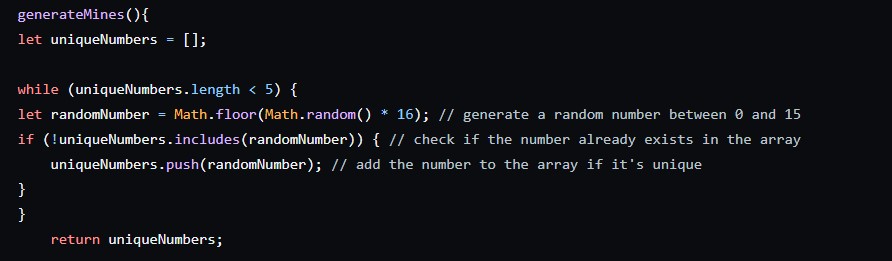 generateMines(){
let uniqueNumbers = [];

while (uniqueNumbers.length < 5) {
let randomNumber = Math.floor(Math.random() * 16); // generate a random number between 0 and 15
if (!uniqueNumbers.includes(randomNumber)) { // check if the number already exists in the array
    uniqueNumbers.push(randomNumber); // add the number to the array if it's unique
}
}
    return uniqueNumbers;